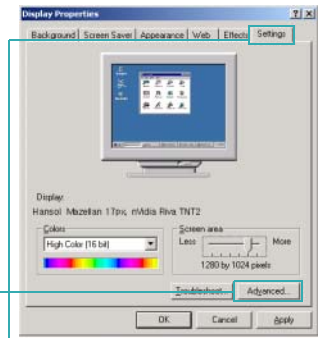 Display Properties
Background Screen Saver Appearance Web Effects Settings
Display:
Hansol Mazellan 17px, nVidia Riva TNT2
Colors
High Color (16 bit)
Screen area
Less More
1280 by 1024 pixels
Troubleshoot... Advanced...
OK Cancel Apply